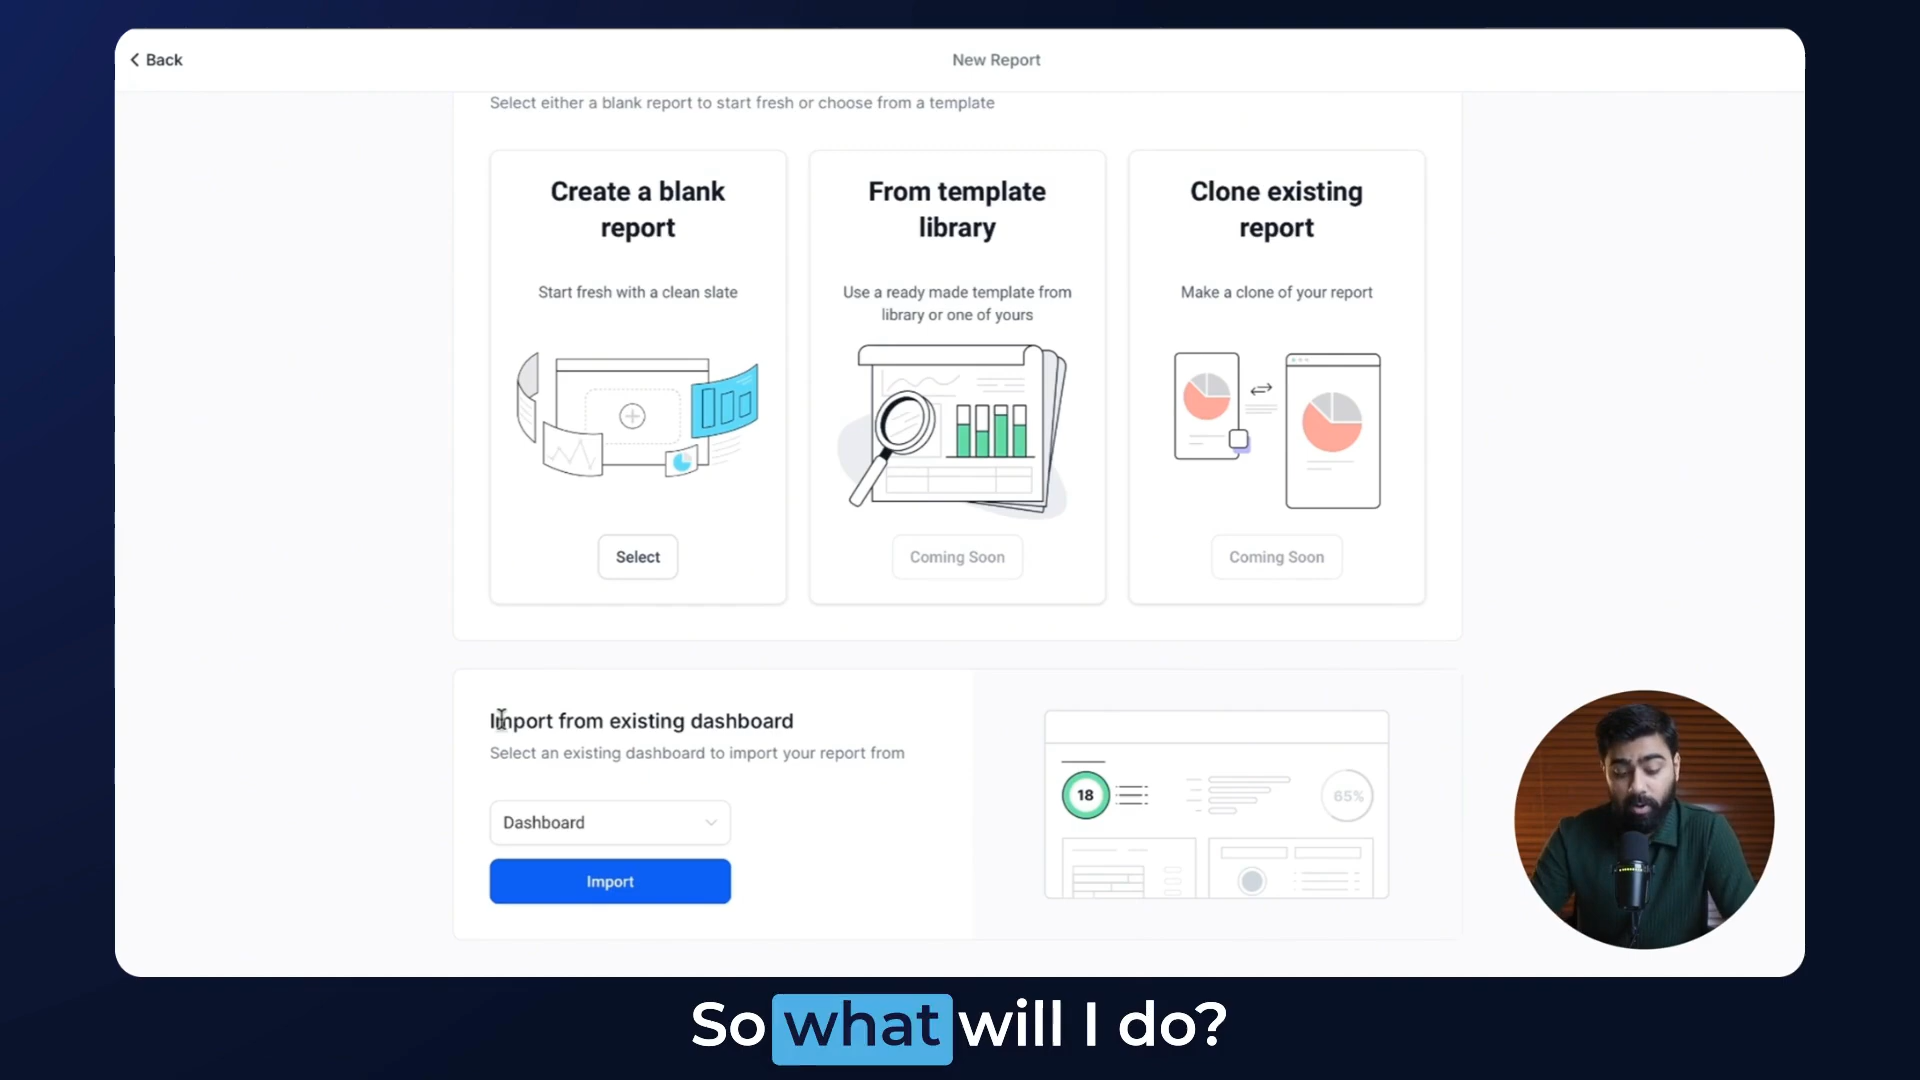 Back
New Report
Select either a blank report to start fresh or choose from a template
Create a blank
report
Start fresh with a clean slate
Select
From template
library
Use a ready made template from
library or one of yours
Coming Soon
Clone existing
report
Make a clone of your report
Coming Soon
Import from existing dashboard
Select an existing dashboard to import your report from
Dashboard
Import
18
65%
So what will I do?